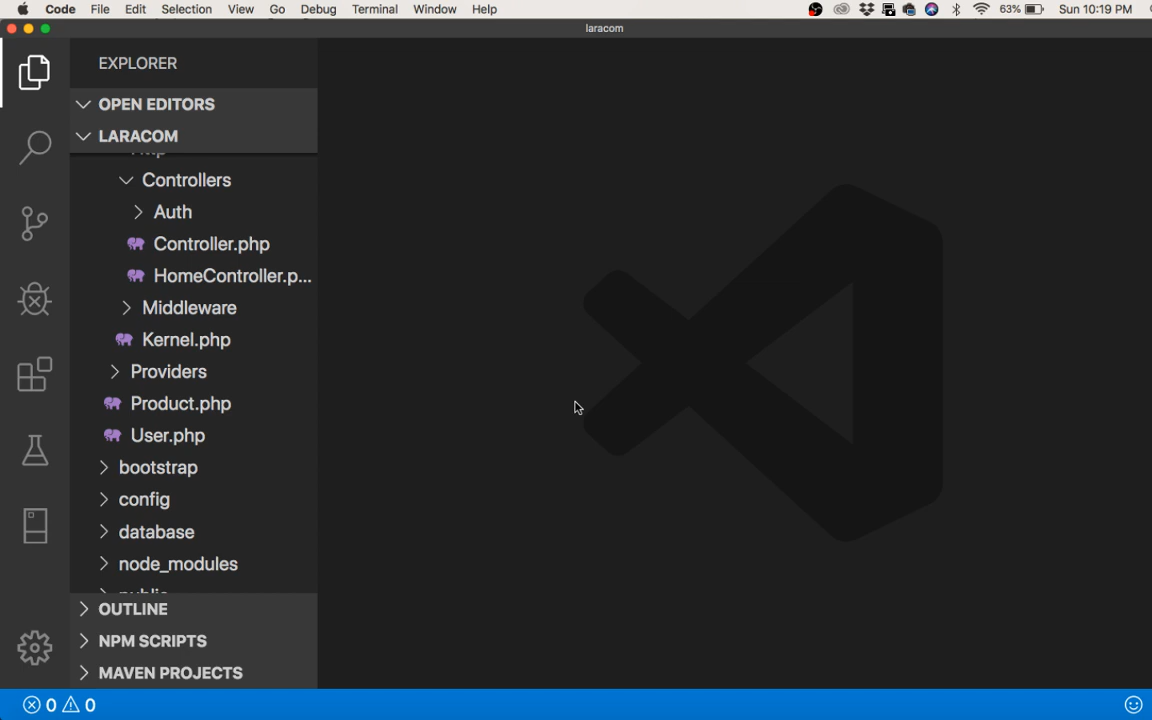 Code File Edit Selection View Go Debug Terminal Window Help 63% Sun 10:19 PM
laracom
EXPLORER
OPEN EDITORS
LARACOM
Http
Controllers
Auth
Controller.php
HomeController.p...
Middleware
Kernel.php
Providers
Product.php
User.php
bootstrap
config
database
node_modules
public
OUTLINE
NPM SCRIPTS
MAVEN PROJECTS
0 0